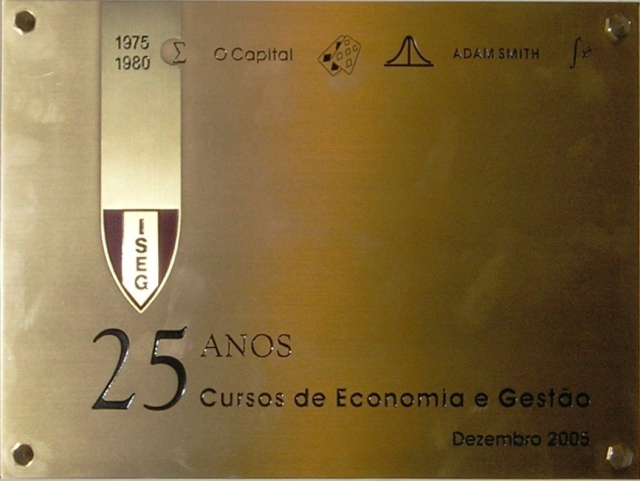 1975
1980
Σ
O Capital
ADAM SMITH
ISEG
25 ANOS
Cursos de Economia e Gestão
Dezembro 2005